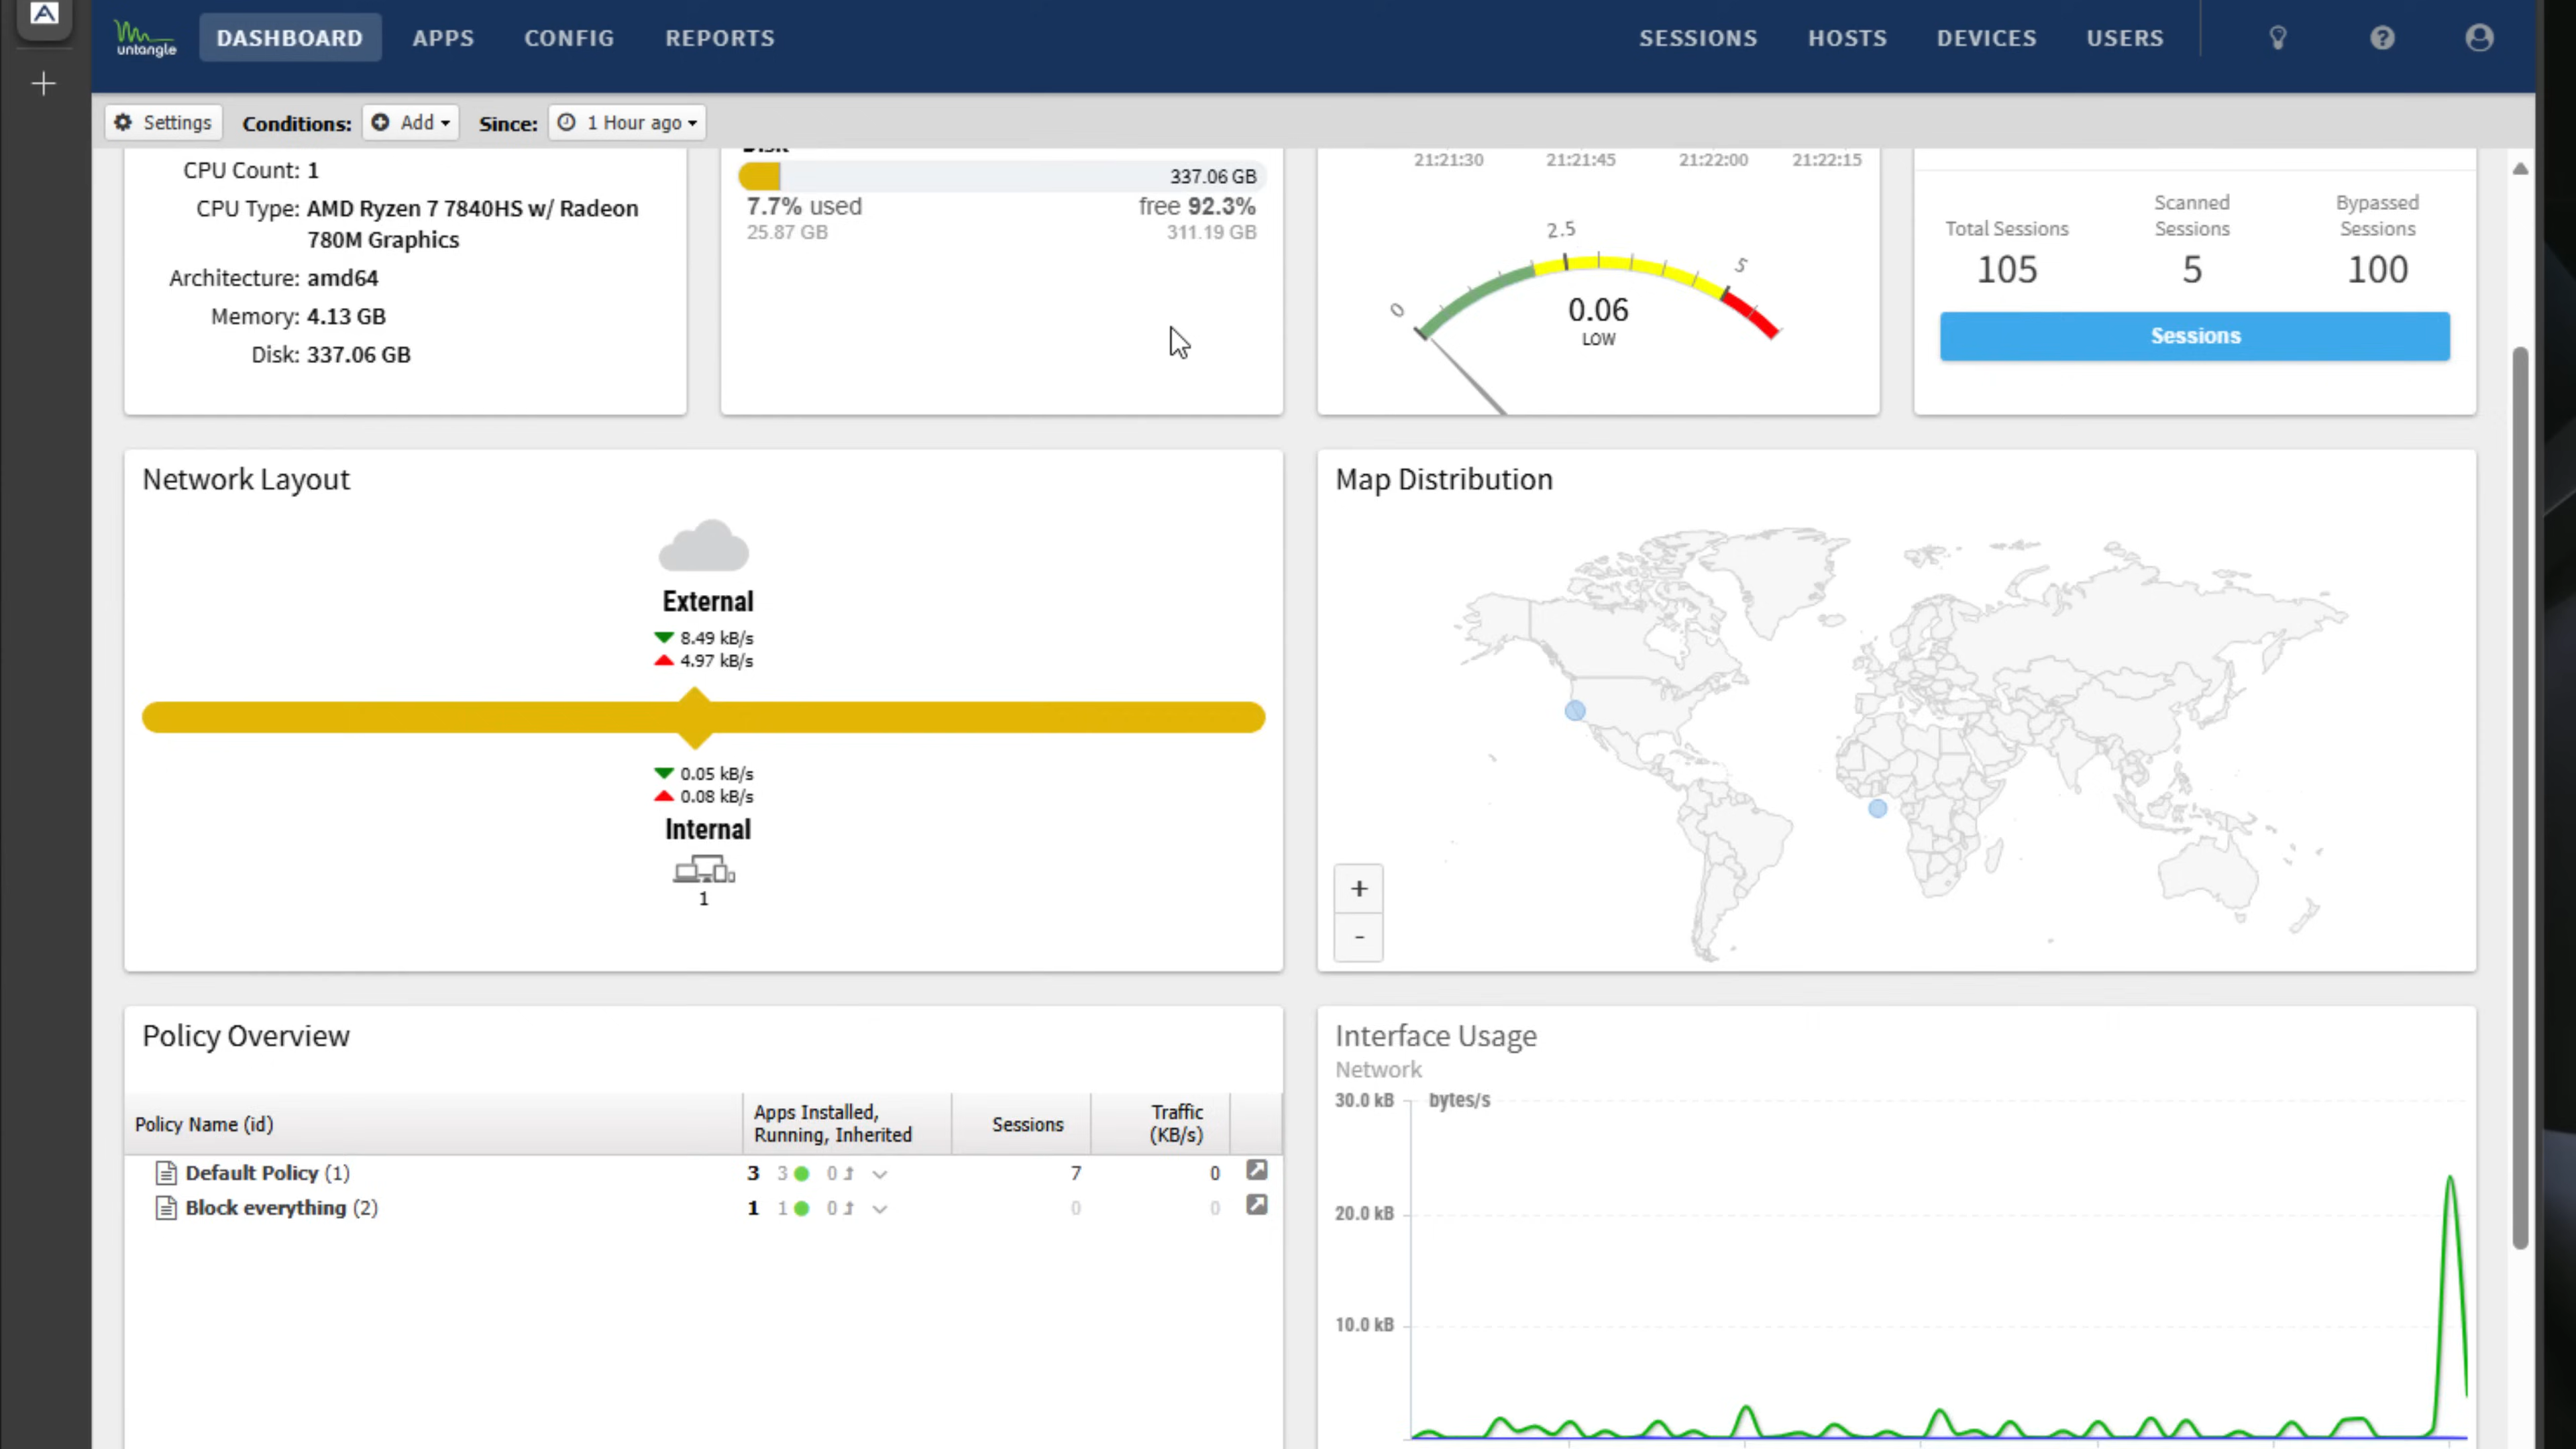 untangle
DASHBOARD
APPS
CONFIG
REPORTS
SESSIONS
HOSTS
DEVICES
USERS
Settings
Conditions:
Add
Since:
1 Hour ago
CPU Count: 1
CPU Type: AMD Ryzen 7 7840HS w/ Radeon
780M Graphics
Architecture: amd64
Memory: 4.13 GB
Disk: 337.06 GB
337.06 GB
7.7% used
free 92.3%
25.87 GB
311.19 GB
21:21:30
21:21:45
21:22:00
21:22:15
0
2.5
5
0.06
LOW
Total Sessions
Scanned
Sessions
Bypassed
Sessions
105
5
100
Sessions
Network Layout
External
8.49 kB/s
4.97 kB/s
0.05 kB/s
0.08 kB/s
Internal
1
Map Distribution
+
-
Policy Overview
Policy Name (id)
Apps Installed,
Running, Inherited
Sessions
Traffic
(KB/s)
Default Policy (1)
3 3 0
7
0
Block everything (2)
1 1 0
0
0
Interface Usage
Network
30.0 kB
bytes/s
20.0 kB
10.0 kB